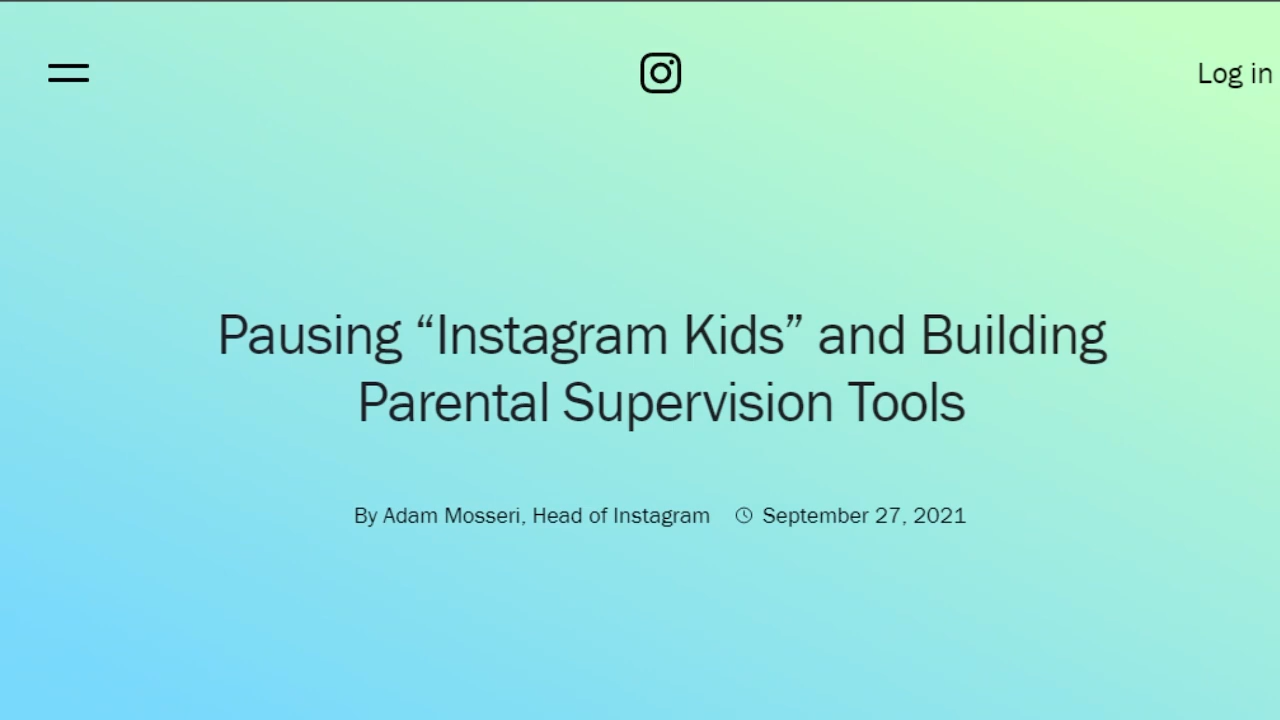 Log in
Pausing “Instagram Kids” and Building
Parental Supervision Tools
By Adam Mosseri, Head of Instagram September 27, 2021